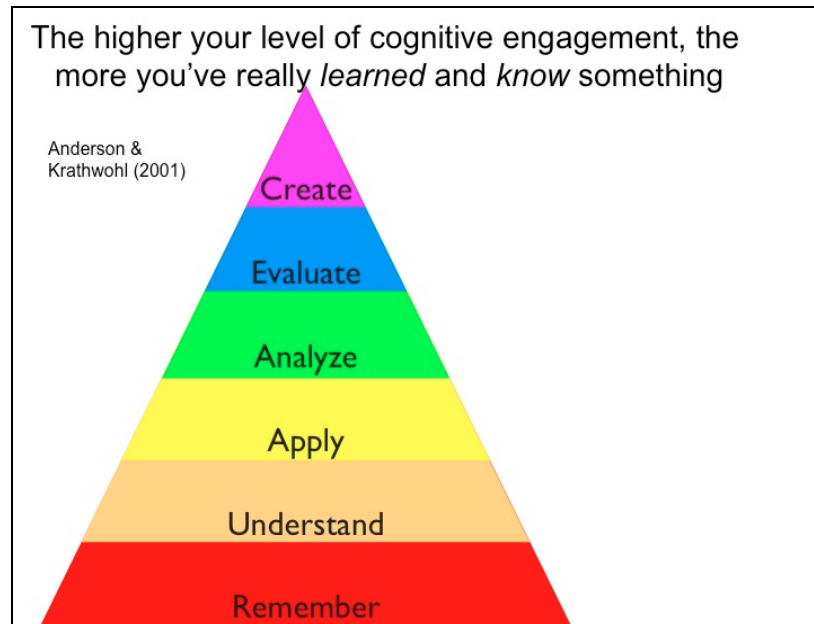 The higher your level of cognitive engagement, the
more you've really learned and know something
Anderson &
Krathwohl (2001)
Create
Evaluate
Analyze
Apply
Understand
Remember